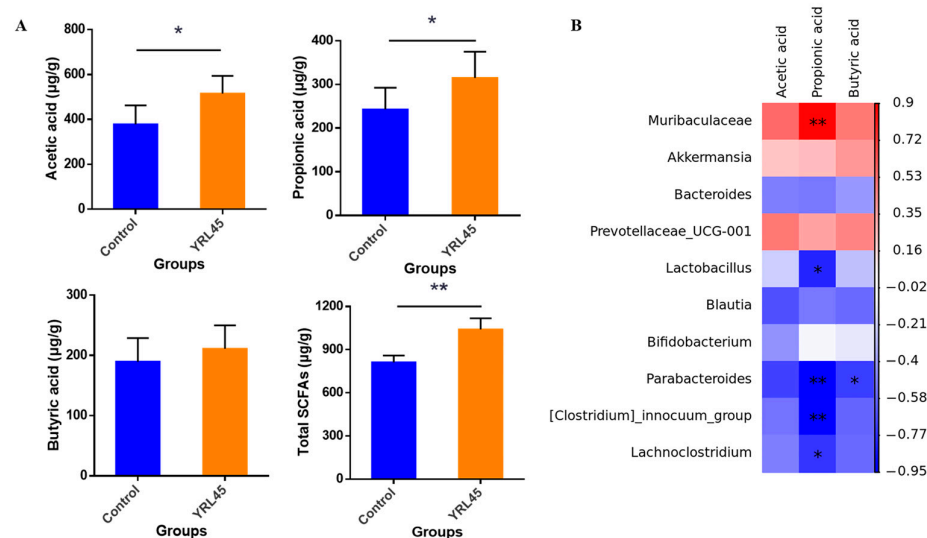 A
Acetic acid (µg/g)
800
600
400
200
0
*
Control
YRL45
Groups
Propionic acid (µg/g)
400
300
200
100
0
*
Control
YRL45
Groups
Butyric acid (µg/g)
300
200
100
0
Control
YRL45
Groups
Total SCFAs (µg/g)
1200
900
600
300
0
**
Control
YRL45
Groups
B
Acetic acid
Propionic acid
Butyric acid
Muribaculaceae
**
Akkermansia
Bacteroides
Prevotellaceae_UCG-001
Lactobacillus
*
Blautia
Bifidobacterium
Parabacteroides
** *
[Clostridium]_innocuum_group
**
Lachnoclostridium
*
0.9
0.72
0.53
0.35
0.16
−0.02
−0.21
−0.4
−0.58
−0.77
−0.95